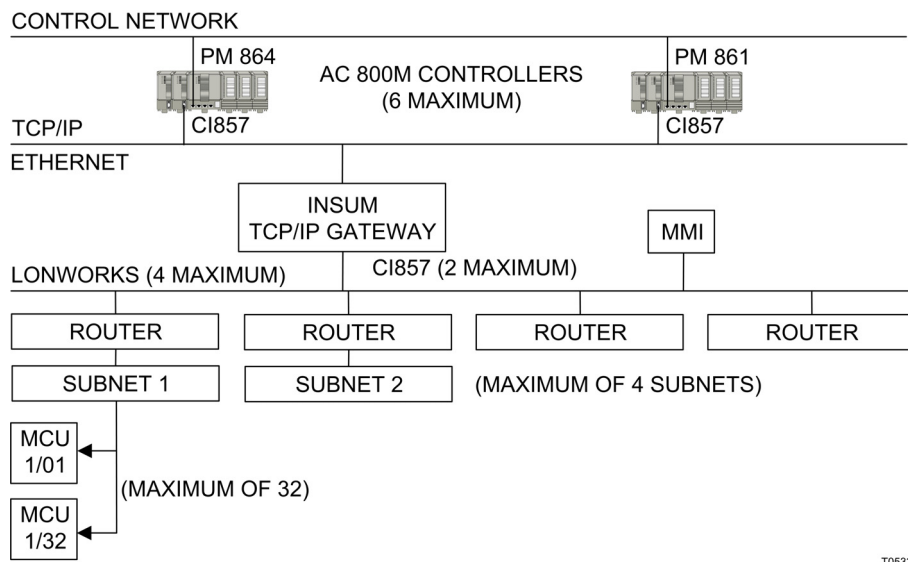 CONTROL NETWORK
PM 864
PM 861
AC 800M CONTROLLERS
(6 MAXIMUM)
CI857
CI857
TCP/IP
ETHERNET
INSUM
TCP/IP GATEWAY
MMI
CI857 (2 MAXIMUM)
LONWORKS (4 MAXIMUM)
ROUTER
ROUTER
ROUTER
ROUTER
SUBNET 1
SUBNET 2
(MAXIMUM OF 4 SUBNETS)
MCU
1/01
(MAXIMUM OF 32)
MCU
1/32